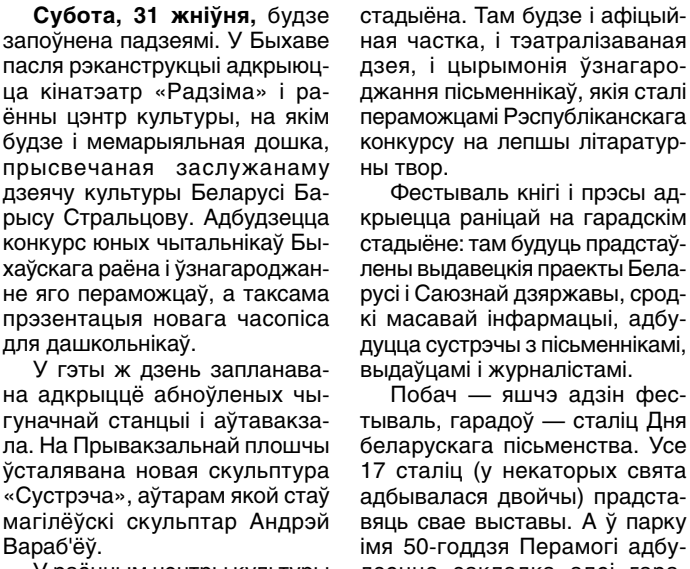 Субота, 31 жніўня, будзе
запоўнена падзеямі. У Быхаве
пасля рэканструкцыі адкрыюц-
ца кінатэатр «Радзіма» і ра-
ённы цэнтр культуры, на якім
будзе і мемарыяльная дошка,
прысвечаная заслужанаму
дзеячу культуры Беларусі Ба-
рысу Стральцову. Адбудзецца
конкурс юных чытальнікаў Бы-
хаўскага раёна і ўзнагароджан-
не яго пераможцаў, а таксама
прэзентацыя новага часопіса
для дашкольнікаў.
У гэты ж дзень запланава-
на адкрыццё абноўленых чы-
гуначнай станцыі і аўтавакза-
ла. На Прывакзальнай плошчы
ўсталявана новая скульптура
«Сустрэча», аўтарам якой стаў
магілёўскі скульптар Андрэй
Вараб'ёў.
У раённым цэнтры культуры
стадыёна. Там будзе і афіцый-
ная частка, і тэатралізаваная
дзея, і цырымонія ўзнагаро-
джання пісьменнікаў, якія сталі
пераможцамі Рэспубліканскага
конкурсу на лепшы літаратур-
ны твор.
Фестываль кнігі і прэсы ад-
крыецца раніцай на гарадскім
стадыёне: там будуць прадстаў-
лены выдавецкія праекты Бела-
русі і Саюзнай дзяржавы, срод-
кі масавай інфармацыі, адбу-
дуцца сустрэчы з пісьменнікамі,
выдаўцамі і журналістамі.
Побач — яшчэ адзін фес-
тываль, гарадоў — сталіц Дня
беларускага пісьменства. Усе
17 сталіц (у некаторых свята
адбывалася двойчы) прадста-
вяць свае выставы. А ў парку
імя 50-годдзя Перамогі адбу-